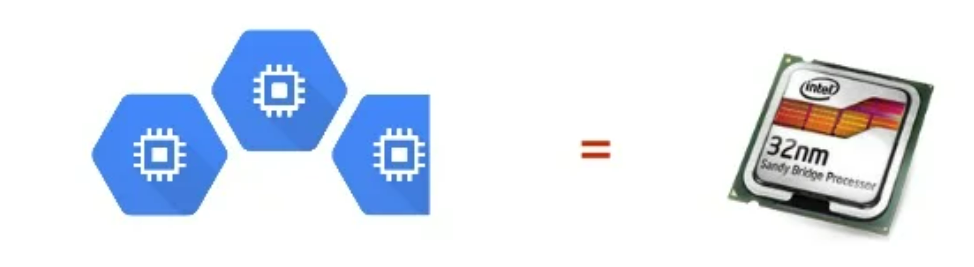 =
intel
32nm
Sandy Bridge Processor